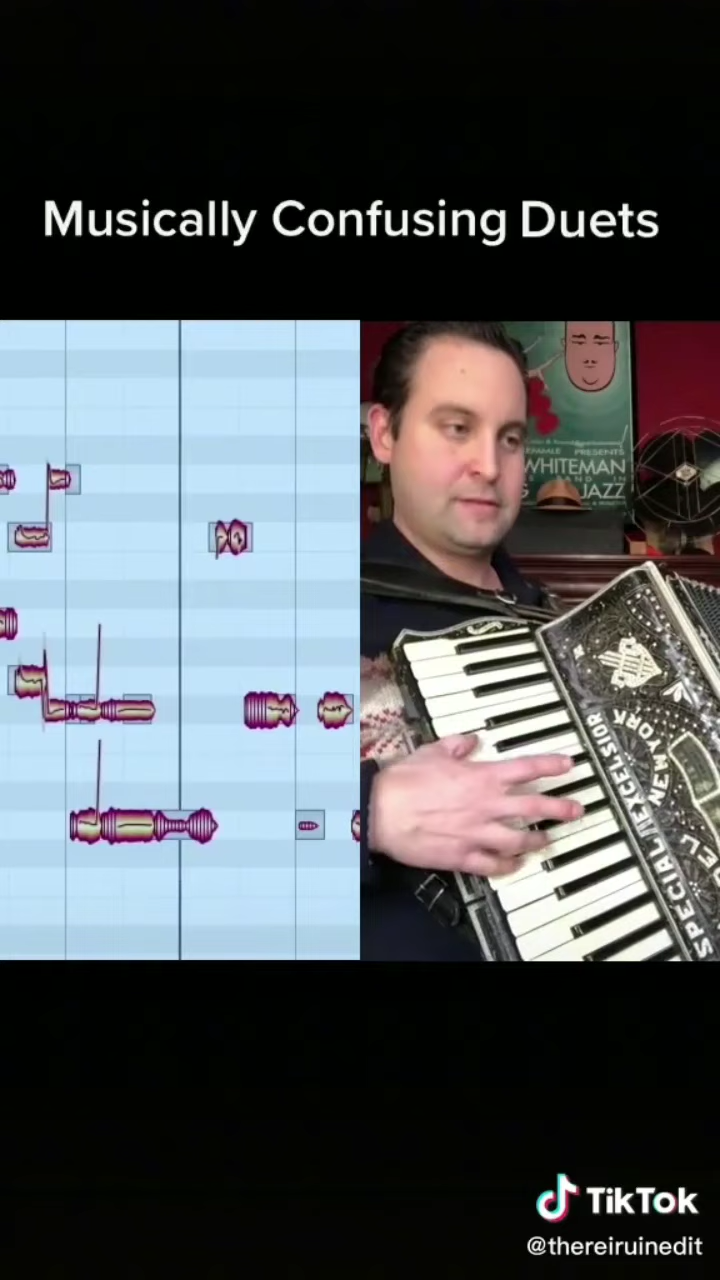 Musically Confusing Duets
PRESENTS
WHITEMAN
JAZZ
SPECIAL
EXCELSIOR
NEW YORK
TikTok
@thereiruinedit